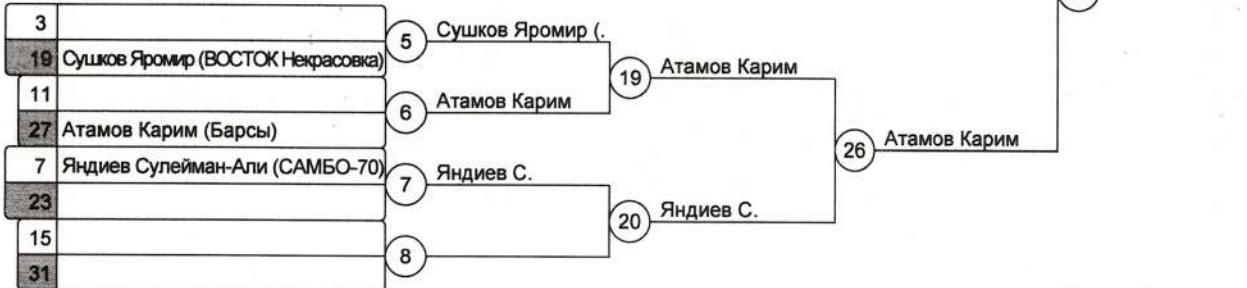 3
19 Сушков Яромир (ВОСТОК Некрасовка)
5 Сушков Яромир (.
11
27 Атамов Карим (Барсы)
6 Атамов Карим
19 Атамов Карим
7 Яндиев Сулейман-Али (САМБО-70)
23
7 Яндиев С.
15
31
8
20 Яндиев С.
26 Атамов Карим